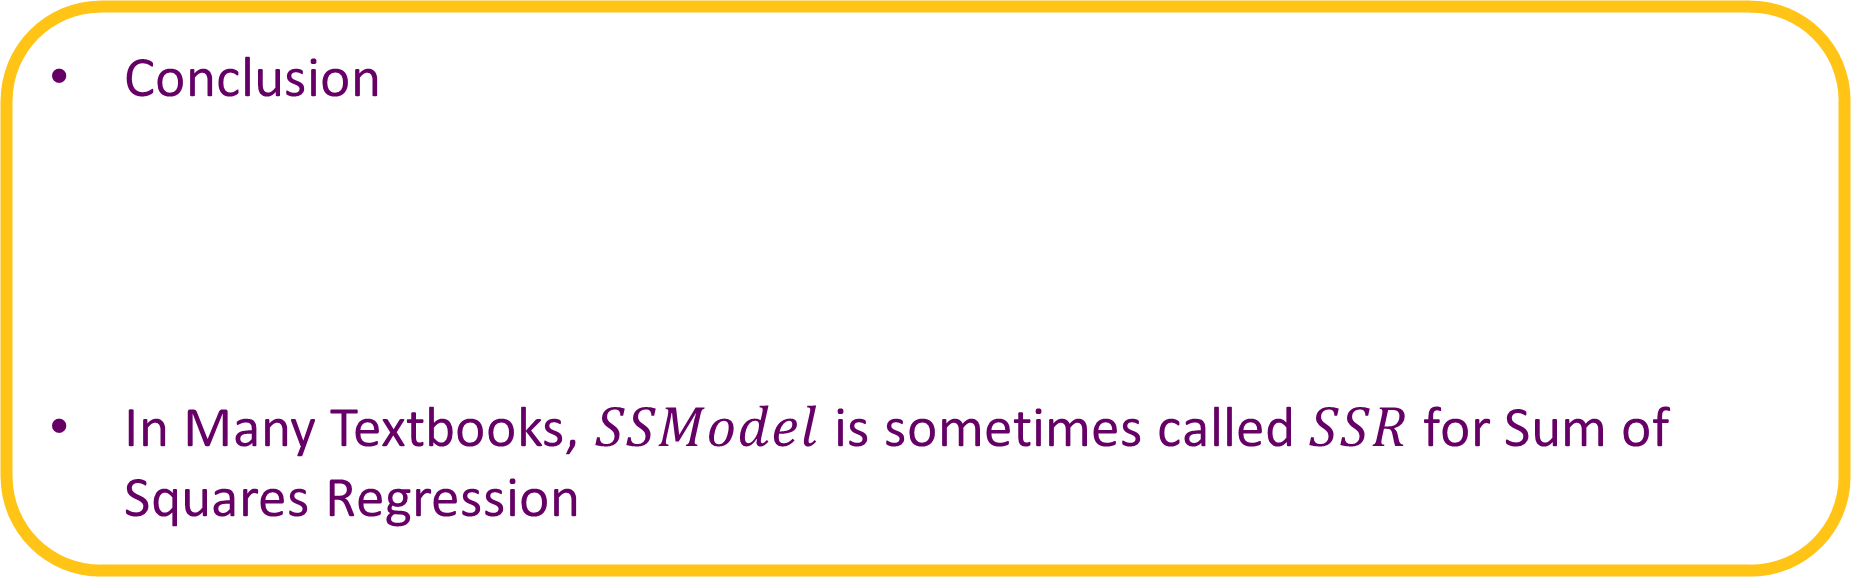 • Conclusion
• In Many Textbooks, SSModel is sometimes called SSR for Sum of
Squares Regression